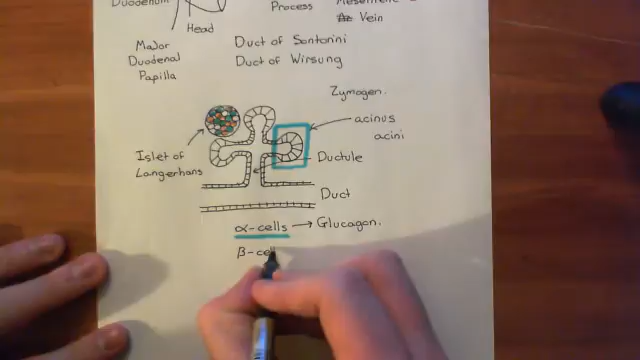 Duodenum
Head
Process
Mesenteric
Vein
Major
Duodenal
Papilla
Duct of Santorini
Duct of Wirsung
Zymogen.
acinus
acini
Islet of
Langerhans
Ductule
Duct
α-cells → Glucagon.
β-cell